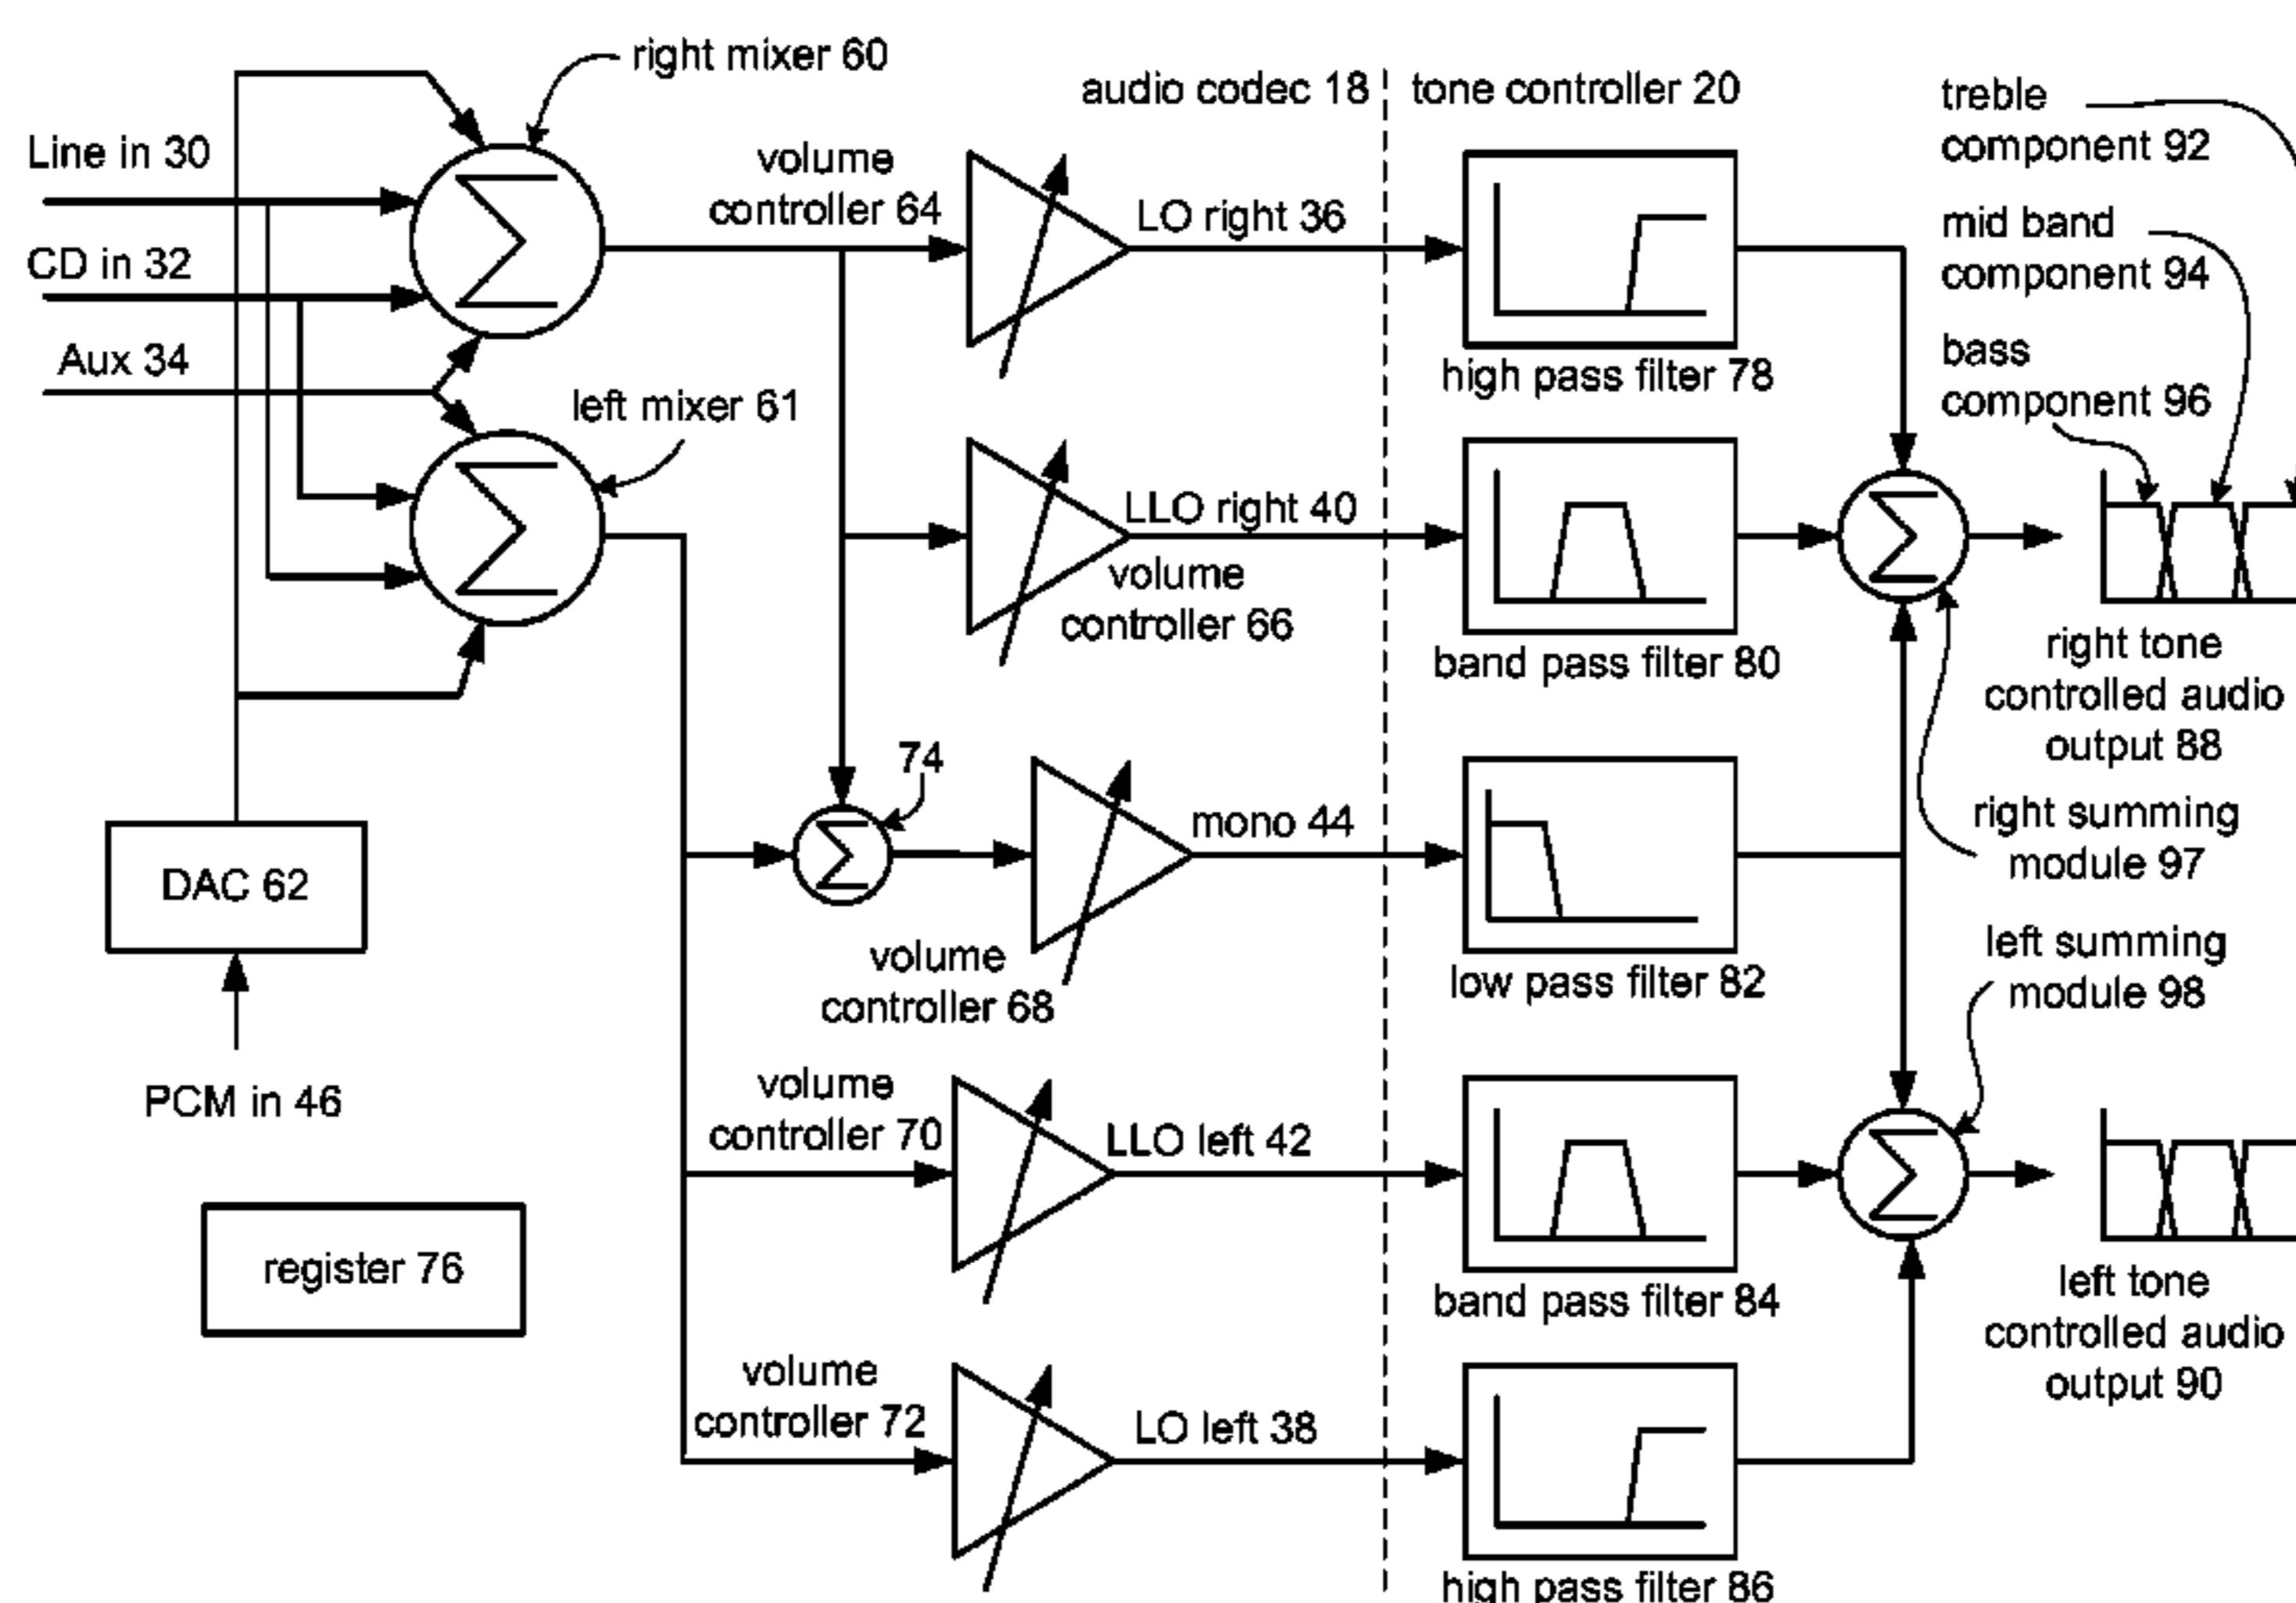 right mixer 60
audio codec 18
tone controller 20
treble
component 92
Line in 30
volume
controller 64
LO right 36
mid band
component 94
CD in 32
Aux 34
high pass filter 78
bass
component 96
left mixer 61
LLO right 40
volume
controller 66
band pass filter 80
right tone
controlled audio
output 88
74
mono 44
right summing
module 97
DAC 62
volume
controller 68
low pass filter 82
left summing
module 98
PCM in 46
volume
controller 70
LLO left 42
register 76
band pass filter 84
left tone
controlled audio
output 90
volume
controller 72
LO left 38
high pass filter 86